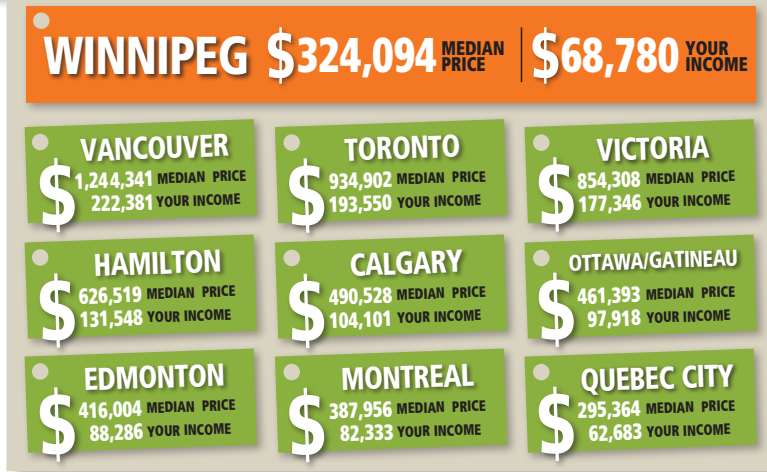 WINNIPEG $324,094 MEDIAN PRICE $68,780 YOUR INCOME
VANCOUVER
$1,244,341 MEDIAN PRICE
222,381 YOUR INCOME
TORONTO
$934,902 MEDIAN PRICE
193,550 YOUR INCOME
VICTORIA
$854,308 MEDIAN PRICE
177,346 YOUR INCOME
HAMILTON
$626,519 MEDIAN PRICE
131,548 YOUR INCOME
CALGARY
$490,528 MEDIAN PRICE
104,101 YOUR INCOME
OTTAWA/GATINEAU
$461,393 MEDIAN PRICE
97,918 YOUR INCOME
EDMONTON
$416,004 MEDIAN PRICE
88,286 YOUR INCOME
MONTREAL
$387,956 MEDIAN PRICE
82,333 YOUR INCOME
QUEBEC CITY
$295,364 MEDIAN PRICE
62,683 YOUR INCOME